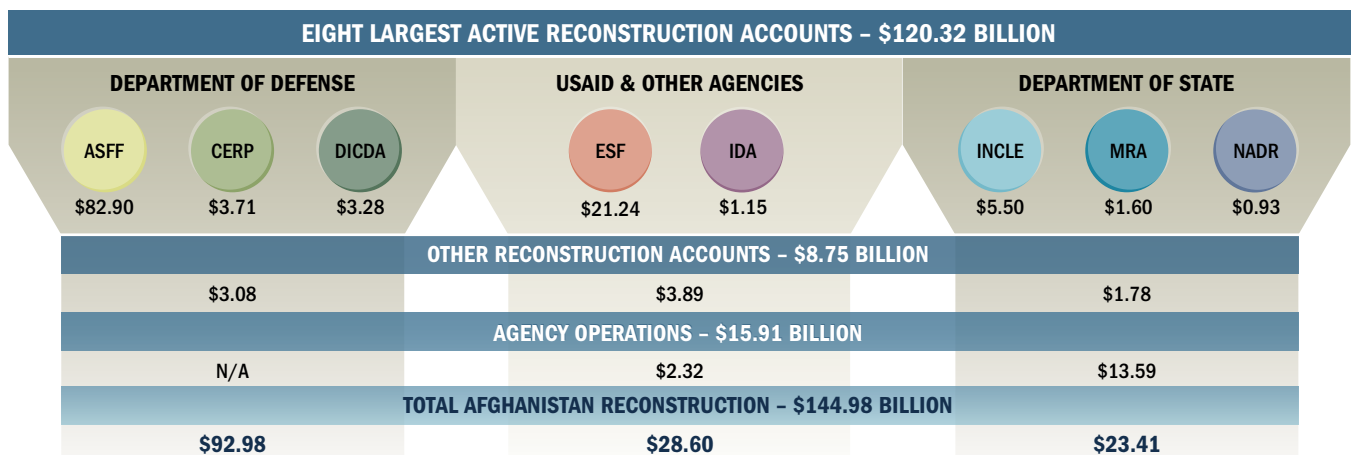 EIGHT LARGEST ACTIVE RECONSTRUCTION ACCOUNTS – $120.32 BILLION
DEPARTMENT OF DEFENSE
ASFF CERP DICDA
$82.90 $3.71 $3.28
USAID & OTHER AGENCIES
ESF IDA
$21.24 $1.15
DEPARTMENT OF STATE
INCLE MRA NADR
$5.50 $1.60 $0.93
OTHER RECONSTRUCTION ACCOUNTS – $8.75 BILLION
$3.08 $3.89 $1.78
AGENCY OPERATIONS – $15.91 BILLION
N/A $2.32 $13.59
TOTAL AFGHANISTAN RECONSTRUCTION – $144.98 BILLION
$92.98 $28.60 $23.41